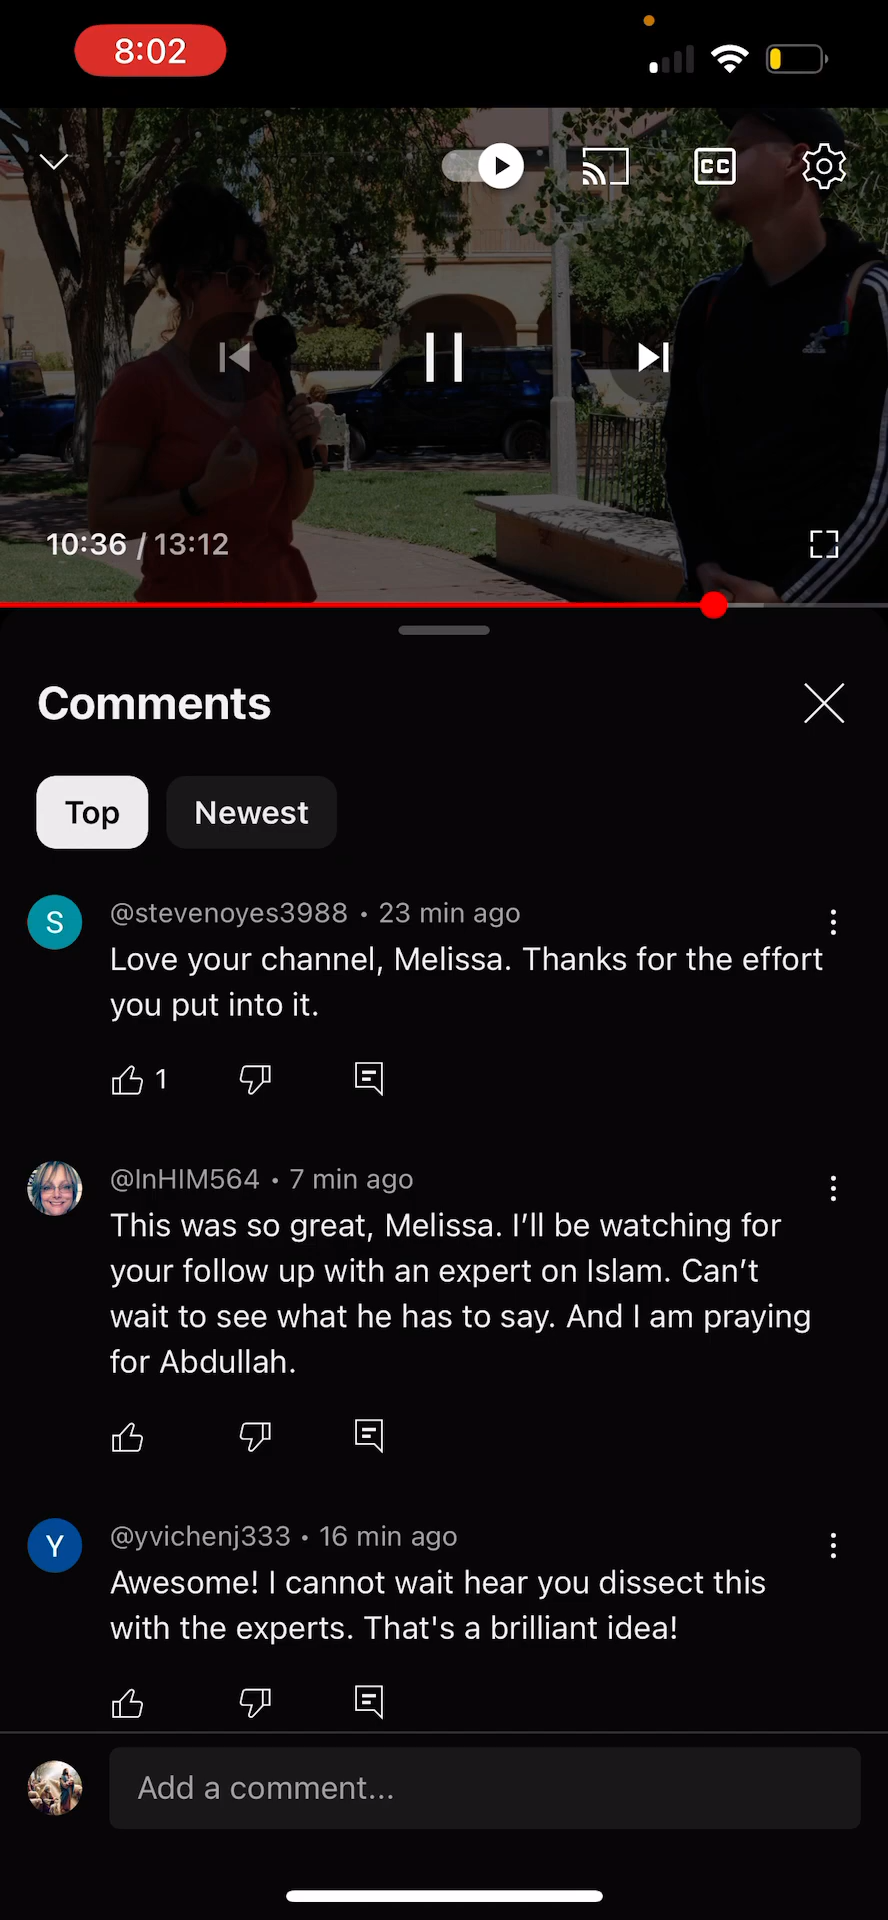 8:02
CC
adidas
10:36 / 13:12
Comments
Top
Newest
S
@stevenoyes3988 • 23 min ago
Love your channel, Melissa. Thanks for the effort
you put into it.
1
@InHIM564 • 7 min ago
This was so great, Melissa. I’ll be watching for
your follow up with an expert on Islam. Can’t
wait to see what he has to say. And I am praying
for Abdullah.
Y
@yvichenj333 • 16 min ago
Awesome! I cannot wait hear you dissect this
with the experts. That's a brilliant idea!
Add a comment...